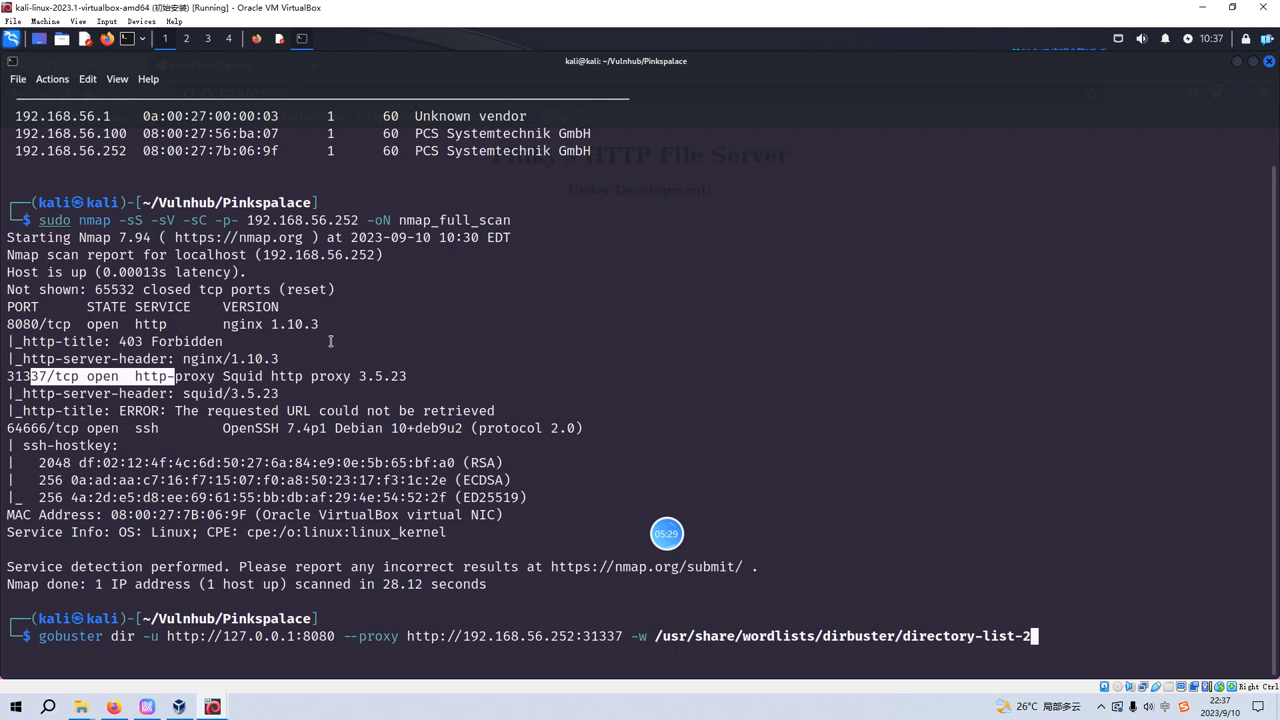 kali-linux-2023.1-virtualbox-amd64 (初始安装) [Running] - Oracle VM VirtualBox
File Machine View Input Devices Help
1 2 3 4 10:37
kali@kali: ~/Vulnhub/Pinkspalace
File Actions Edit View Help
192.168.56.1 0a:00:27:00:00:03 1 60 Unknown vendor
192.168.56.100 08:00:27:56:ba:07 1 60 PCS Systemtechnik GmbH
192.168.56.252 08:00:27:7b:06:9f 1 60 PCS Systemtechnik GmbH
HTTP File Server
Under Development!
┌──(kali㉿kali)-[~/Vulnhub/Pinkspalace]
└─$ sudo nmap -sS -sV -sC -p- 192.168.56.252 -oN nmap_full_scan
Starting Nmap 7.94 ( https://nmap.org ) at 2023-09-10 10:30 EDT
Nmap scan report for localhost (192.168.56.252)
Host is up (0.00013s latency).
Not shown: 65532 closed tcp ports (reset)
PORT STATE SERVICE VERSION
8080/tcp open http nginx 1.10.3
|_http-title: 403 Forbidden
|_http-server-header: nginx/1.10.3
31337/tcp open http-proxy Squid http proxy 3.5.23
|_http-server-header: squid/3.5.23
|_http-title: ERROR: The requested URL could not be retrieved
64666/tcp open ssh OpenSSH 7.4p1 Debian 10+deb9u2 (protocol 2.0)
| ssh-hostkey:
| 2048 df:02:12:4f:4c:6d:50:27:6a:84:e9:0e:5b:65:bf:a0 (RSA)
| 256 0a:ad:aa:c7:16:f7:15:07:f0:a8:50:23:17:f3:1c:2e (ECDSA)
|_ 256 4a:2d:e5:d8:ee:69:61:55:bb:db:af:29:4e:54:52:2f (ED25519)
MAC Address: 08:00:27:7B:06:9F (Oracle VirtualBox virtual NIC)
Service Info: OS: Linux; CPE: cpe:/o:linux:linux_kernel
05:29
Service detection performed. Please report any incorrect results at https://nmap.org/submit/ .
Nmap done: 1 IP address (1 host up) scanned in 28.12 seconds
┌──(kali㉿kali)-[~/Vulnhub/Pinkspalace]
└─$ gobuster dir -u http://127.0.0.1:8080 --proxy http://192.168.56.252:31337 -w /usr/share/wordlists/dirbuster/directory-list-2
Right Ctrl
26°C 局部多云 中 22:37
2023/9/10